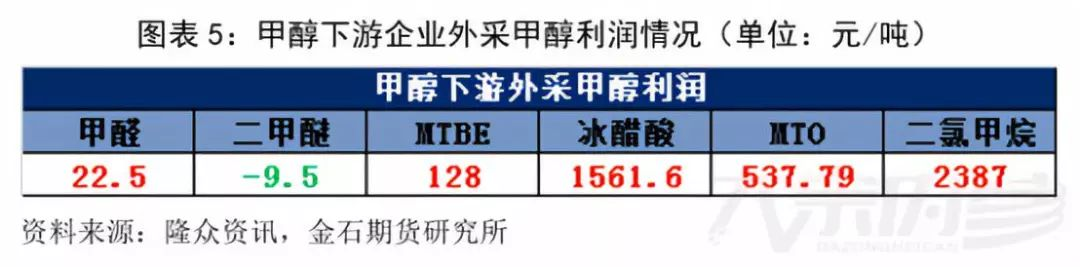 图表 5：甲醇下游企业外采甲醇利润情况（单位：元/吨）
甲醇下游外采甲醇利润
甲醛 二甲醚 MTBE 冰醋酸 MTO 二氯甲烷
22.5 -9.5 128 1561.6 537.79 2387
资料来源：隆众资讯，金石期货研究所